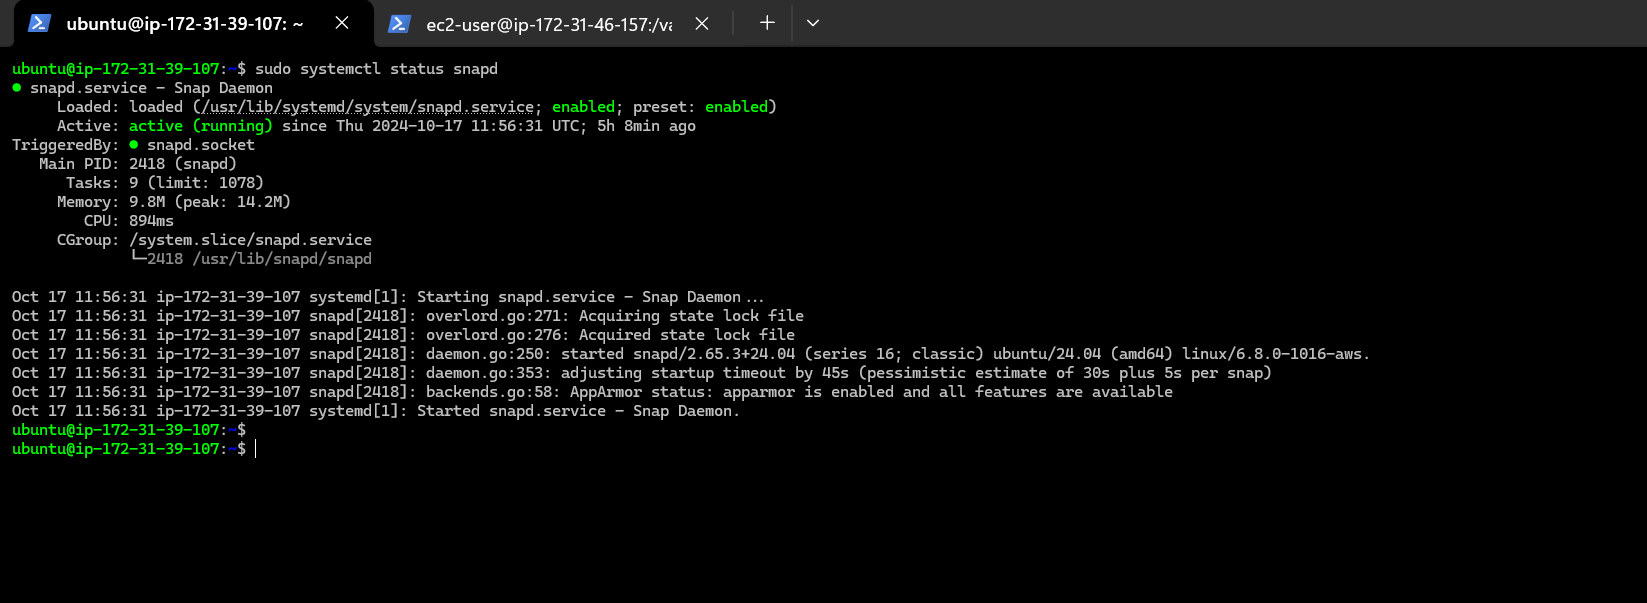 ubuntu@ip-172-31-39-107: ~
ec2-user@ip-172-31-46-157:/va
ubuntu@ip-172-31-39-107:~$ sudo systemctl status snapd
● snapd.service - Snap Daemon
     Loaded: loaded (/usr/lib/systemd/system/snapd.service; enabled; preset: enabled)
     Active: active (running) since Thu 2024-10-17 11:56:31 UTC; 5h 8min ago
TriggeredBy: ● snapd.socket
   Main PID: 2418 (snapd)
      Tasks: 9 (limit: 1078)
     Memory: 9.8M (peak: 14.2M)
        CPU: 894ms
     CGroup: /system.slice/snapd.service
             └─2418 /usr/lib/snapd/snapd
Oct 17 11:56:31 ip-172-31-39-107 systemd[1]: Starting snapd.service - Snap Daemon...
Oct 17 11:56:31 ip-172-31-39-107 snapd[2418]: overlord.go:271: Acquiring state lock file
Oct 17 11:56:31 ip-172-31-39-107 snapd[2418]: overlord.go:276: Acquired state lock file
Oct 17 11:56:31 ip-172-31-39-107 snapd[2418]: daemon.go:250: started snapd/2.65.3+24.04 (series 16; classic) ubuntu/24.04 (amd64) linux/6.8.0-1016-aws.
Oct 17 11:56:31 ip-172-31-39-107 snapd[2418]: daemon.go:353: adjusting startup timeout by 45s (pessimistic estimate of 30s plus 5s per snap)
Oct 17 11:56:31 ip-172-31-39-107 snapd[2418]: backends.go:58: AppArmor status: apparmor is enabled and all features are available
Oct 17 11:56:31 ip-172-31-39-107 systemd[1]: Started snapd.service - Snap Daemon.
ubuntu@ip-172-31-39-107:~$
ubuntu@ip-172-31-39-107:~$